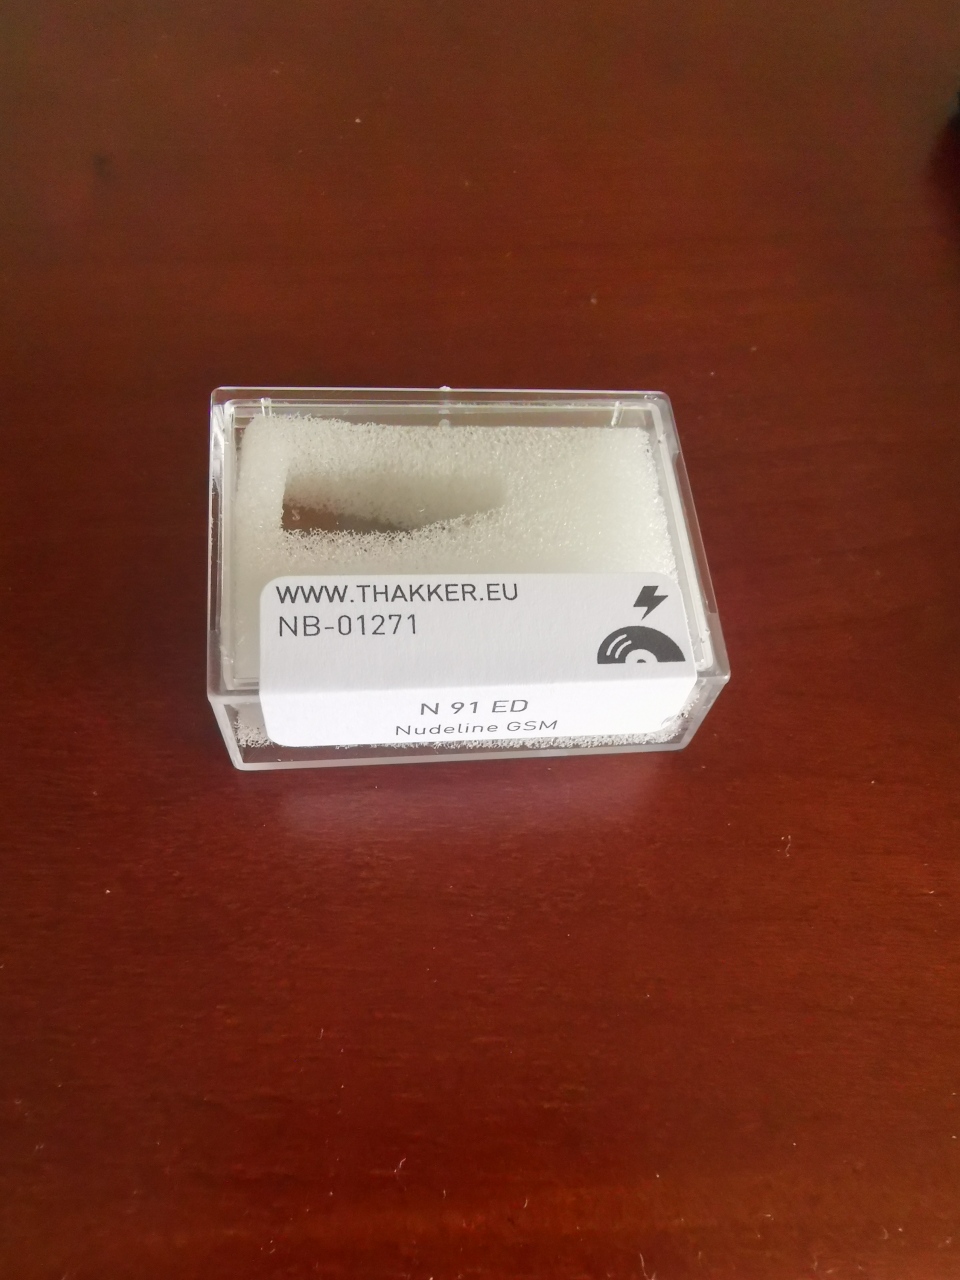 WWW.THAKKER.EU
NB-01271
N 91 ED
Nudeline GSM